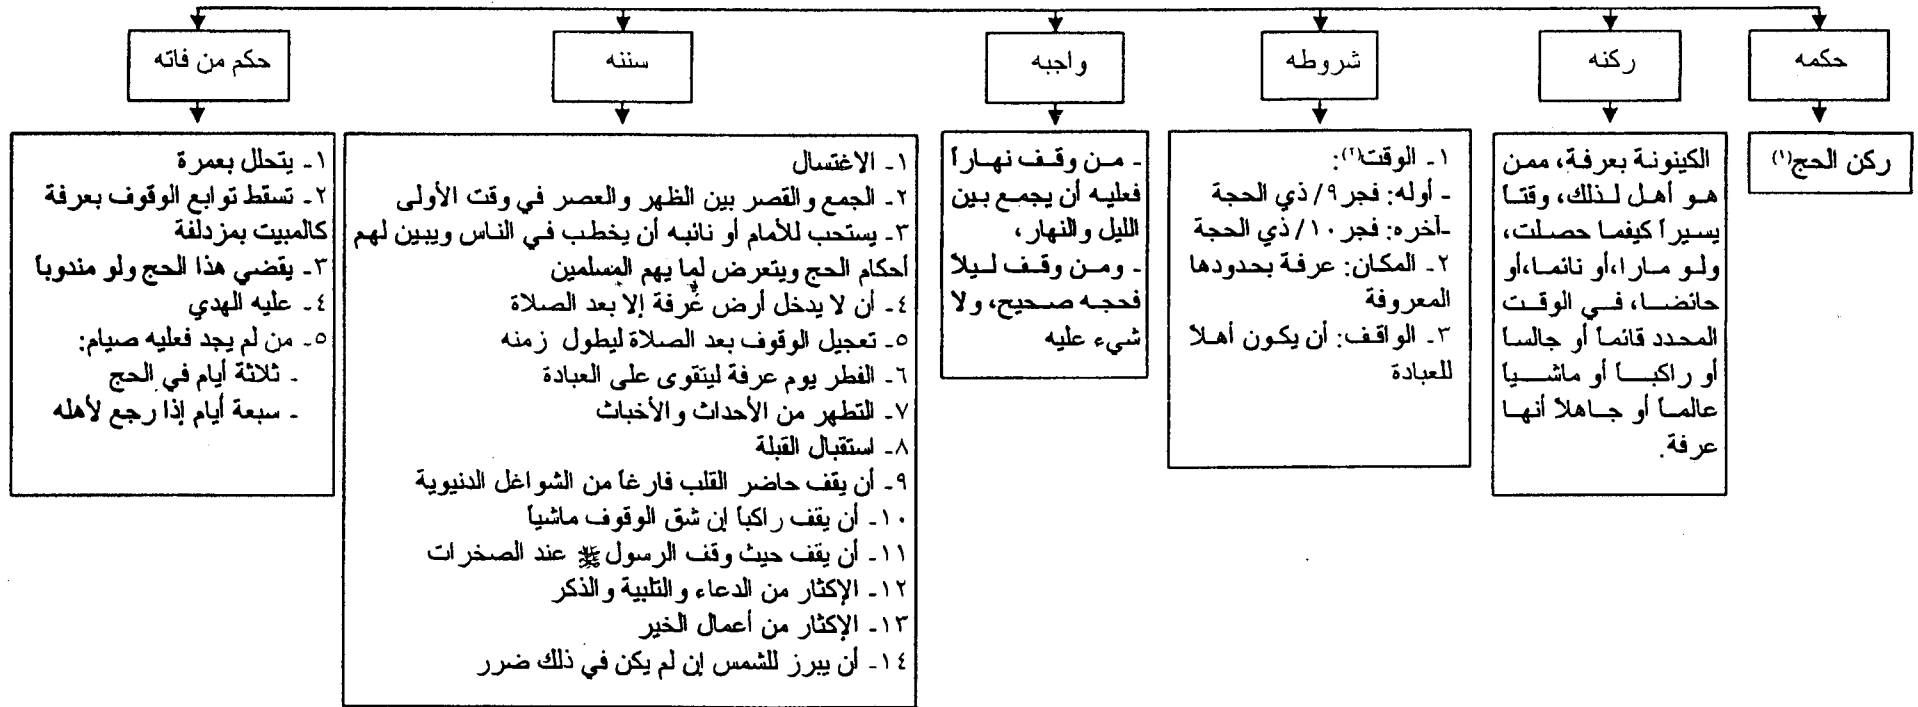 حكمه
ركن الحج(١)
ركنه
الكينونة بعرفة، ممن
هو أهل لذلك، وقتا
يسيراً كيفما حصلت،
ولو مارا،أو نائما،أو
حائضا، في الوقت
المحدد قائماً أو جالسا
أو راكباً أو ماشياً
عالماً أو جاهلا أنها
عرفة.
شروطه
١- الوقت(٢):
- أوله: فجر ٩/ ذي الحجة
-آخره: فجر ١٠/ ذي الحجة
٢- المكان: عرفة بحدودها
المعروفة
٣- الواقف: أن يكون أهلا
للعبادة
واجبه
- من وقف نهاراً
فعليه أن يجمع بين
الليل والنهار،
- ومن وقف ليلاً
فحجه صحيح، ولا
شيء عليه
سننه
١- الاغتسال
٢- الجمع والقصر بين الظهر والعصر في وقت الأولى
٣- يستحب للأمام أو نائبه أن يخطب في الناس ويبين لهم
أحكام الحج ويتعرض لما يهم المسلمين
٤- أن لا يدخل أرض عرفة إلا بعد الصلاة
٥- تعجيل الوقوف بعد الصلاة ليطول زمنه
٦- الفطر يوم عرفة ليتقوى على العبادة
٧- التطهر من الأحداث والأخباث
٨- استقبال القبلة
٩- أن يقف حاضر القلب فارغاً من الشواغل الدنيوية
١٠- أن يقف راكباً إن شق الوقوف ماشياً
١١- أن يقف حيث وقف الرسول ﷺ عند الصخرات
١٢- الإكثار من الدعاء والتلبية والذكر
١٣- الإكثار من أعمال الخير
١٤- أن يبرز للشمس إن لم يكن في ذلك ضرر
حكم من فاته
١- يتحلل بعمرة
٢- تسقط توابع الوقوف بعرفة
كالمبيت بمزدلفة
٣- يقضي هذا الحج ولو مندوباً
٤- عليه الهدي
٥- من لم يجد فعليه صيام:
- ثلاثة أيام في الحج
- سبعة أيام إذا رجع لأهله